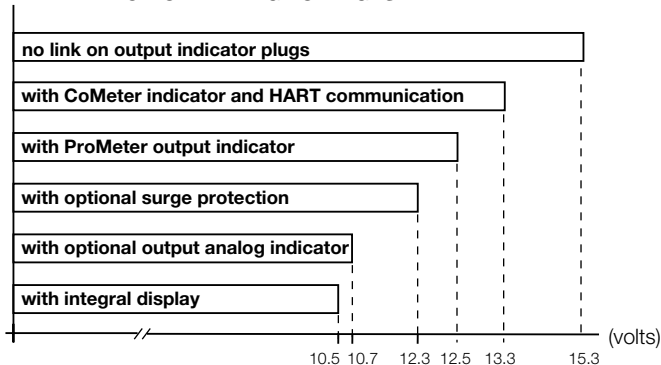 no link on output indicator plugs
with CoMeter indicator and HART communication
with ProMeter output indicator
with optional surge protection
with optional output analog indicator
with integral display
(volts)
10.5 10.7 12.3 12.5 13.3 15.3